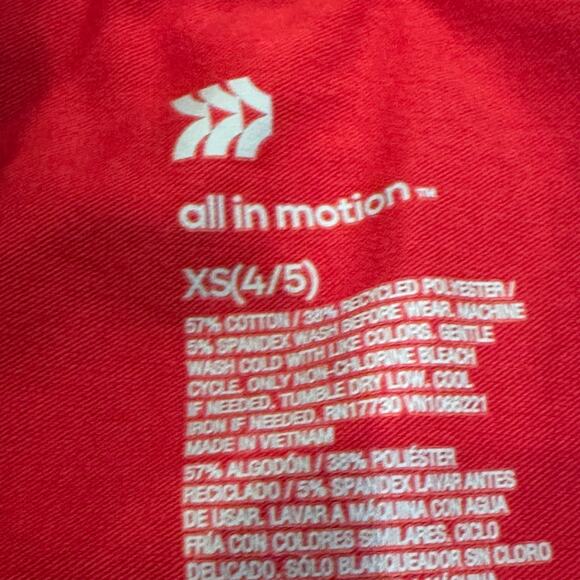 all in motion™
XS(4/5)
57% COTTON / 38% RECYCLED POLYESTER /
5% SPANDEX WASH BEFORE WEAR. MACHINE
WASH COLD WITH LIKE COLORS. GENTLE
CYCLE. ONLY NON-CHLORINE BLEACH
IF NEEDED. TUMBLE DRY LOW. COOL
IRON IF NEEDED. RN17730 VN1066221
MADE IN VIETNAM
57% ALGODÓN / 38% POLIÉSTER
RECICLADO / 5% SPANDEX LAVAR ANTES
DE USAR. LAVAR A MÁQUINA CON AGUA
FRÍA CON COLORES SIMILARES. CICLO
DELICADO. SÓLO BLANQUEADOR SIN CLORO